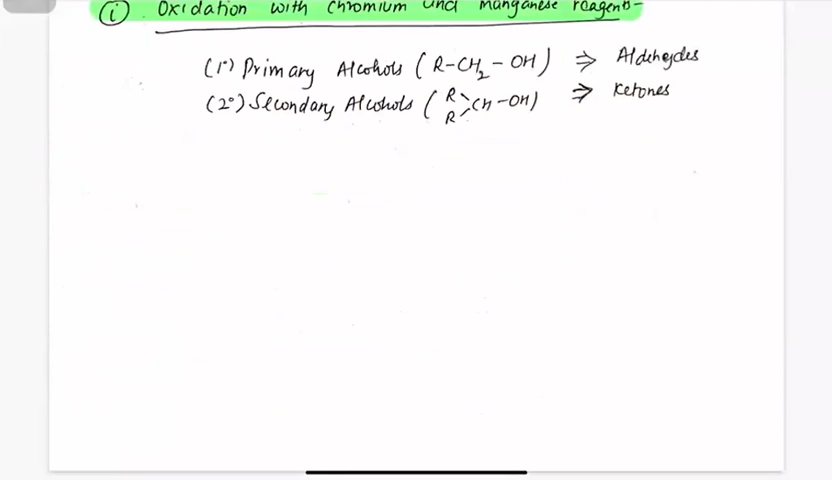 (i) Oxidation with Chromium and Manganese reagents-
(1°) Primary Alcohols (R-CH₂-OH) ⇒ Aldehydes
(2°) Secondary Alcohols (R R >CH-OH) ⇒ Ketones